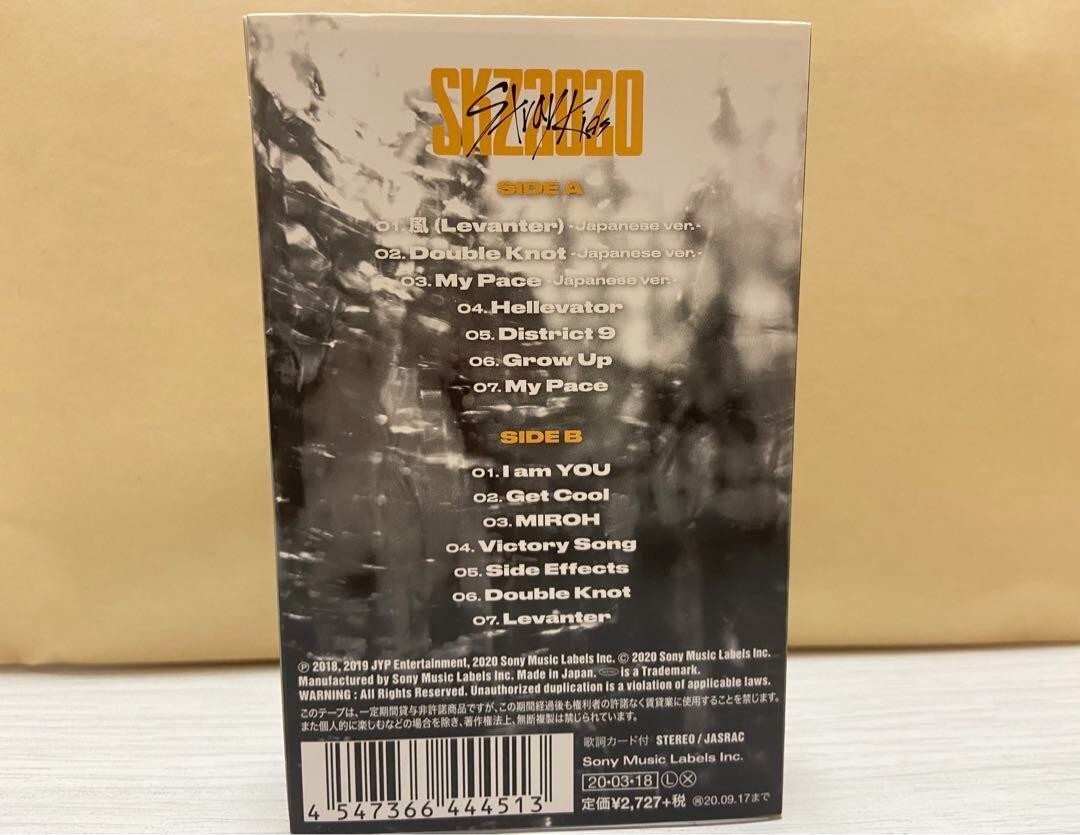 SKZ2020
Stray Kids
SIDE A
01. 風 (Levanter) -Japanese ver.-
02. Double Knot -Japanese ver.-
03. My Pace -Japanese ver.-
04. Hellevator
05. District 9
06. Grow Up
07. My Pace
SIDE B
01. I am YOU
02. Get Cool
03. MIROH
04. Victory Song
05. Side Effects
06. Double Knot
07. Levanter
℗ 2018, 2019 JYP Entertainment, 2020 Sony Music Labels Inc. © 2020 Sony Music Labels Inc.
Manufactured by Sony Music Labels Inc. Made in Japan. is a Trademark.
WARNING : All Rights Reserved. Unauthorized duplication is a violation of applicable laws.
このテープは、一定期間貸与非許諾商品ですが、この期間経過後も権利者の許諾なく賃貸業に使用することを禁じます。
また個人的に楽しむなどの場合を除き、著作権法上、無断複製は禁じられています。
歌詞カード付 STEREO / JASRAC
Sony Music Labels Inc.
20・03・18 Ⓛ Ⓧ
定価¥2,727+税 ㊢20.09.17まで
4 547366 444513